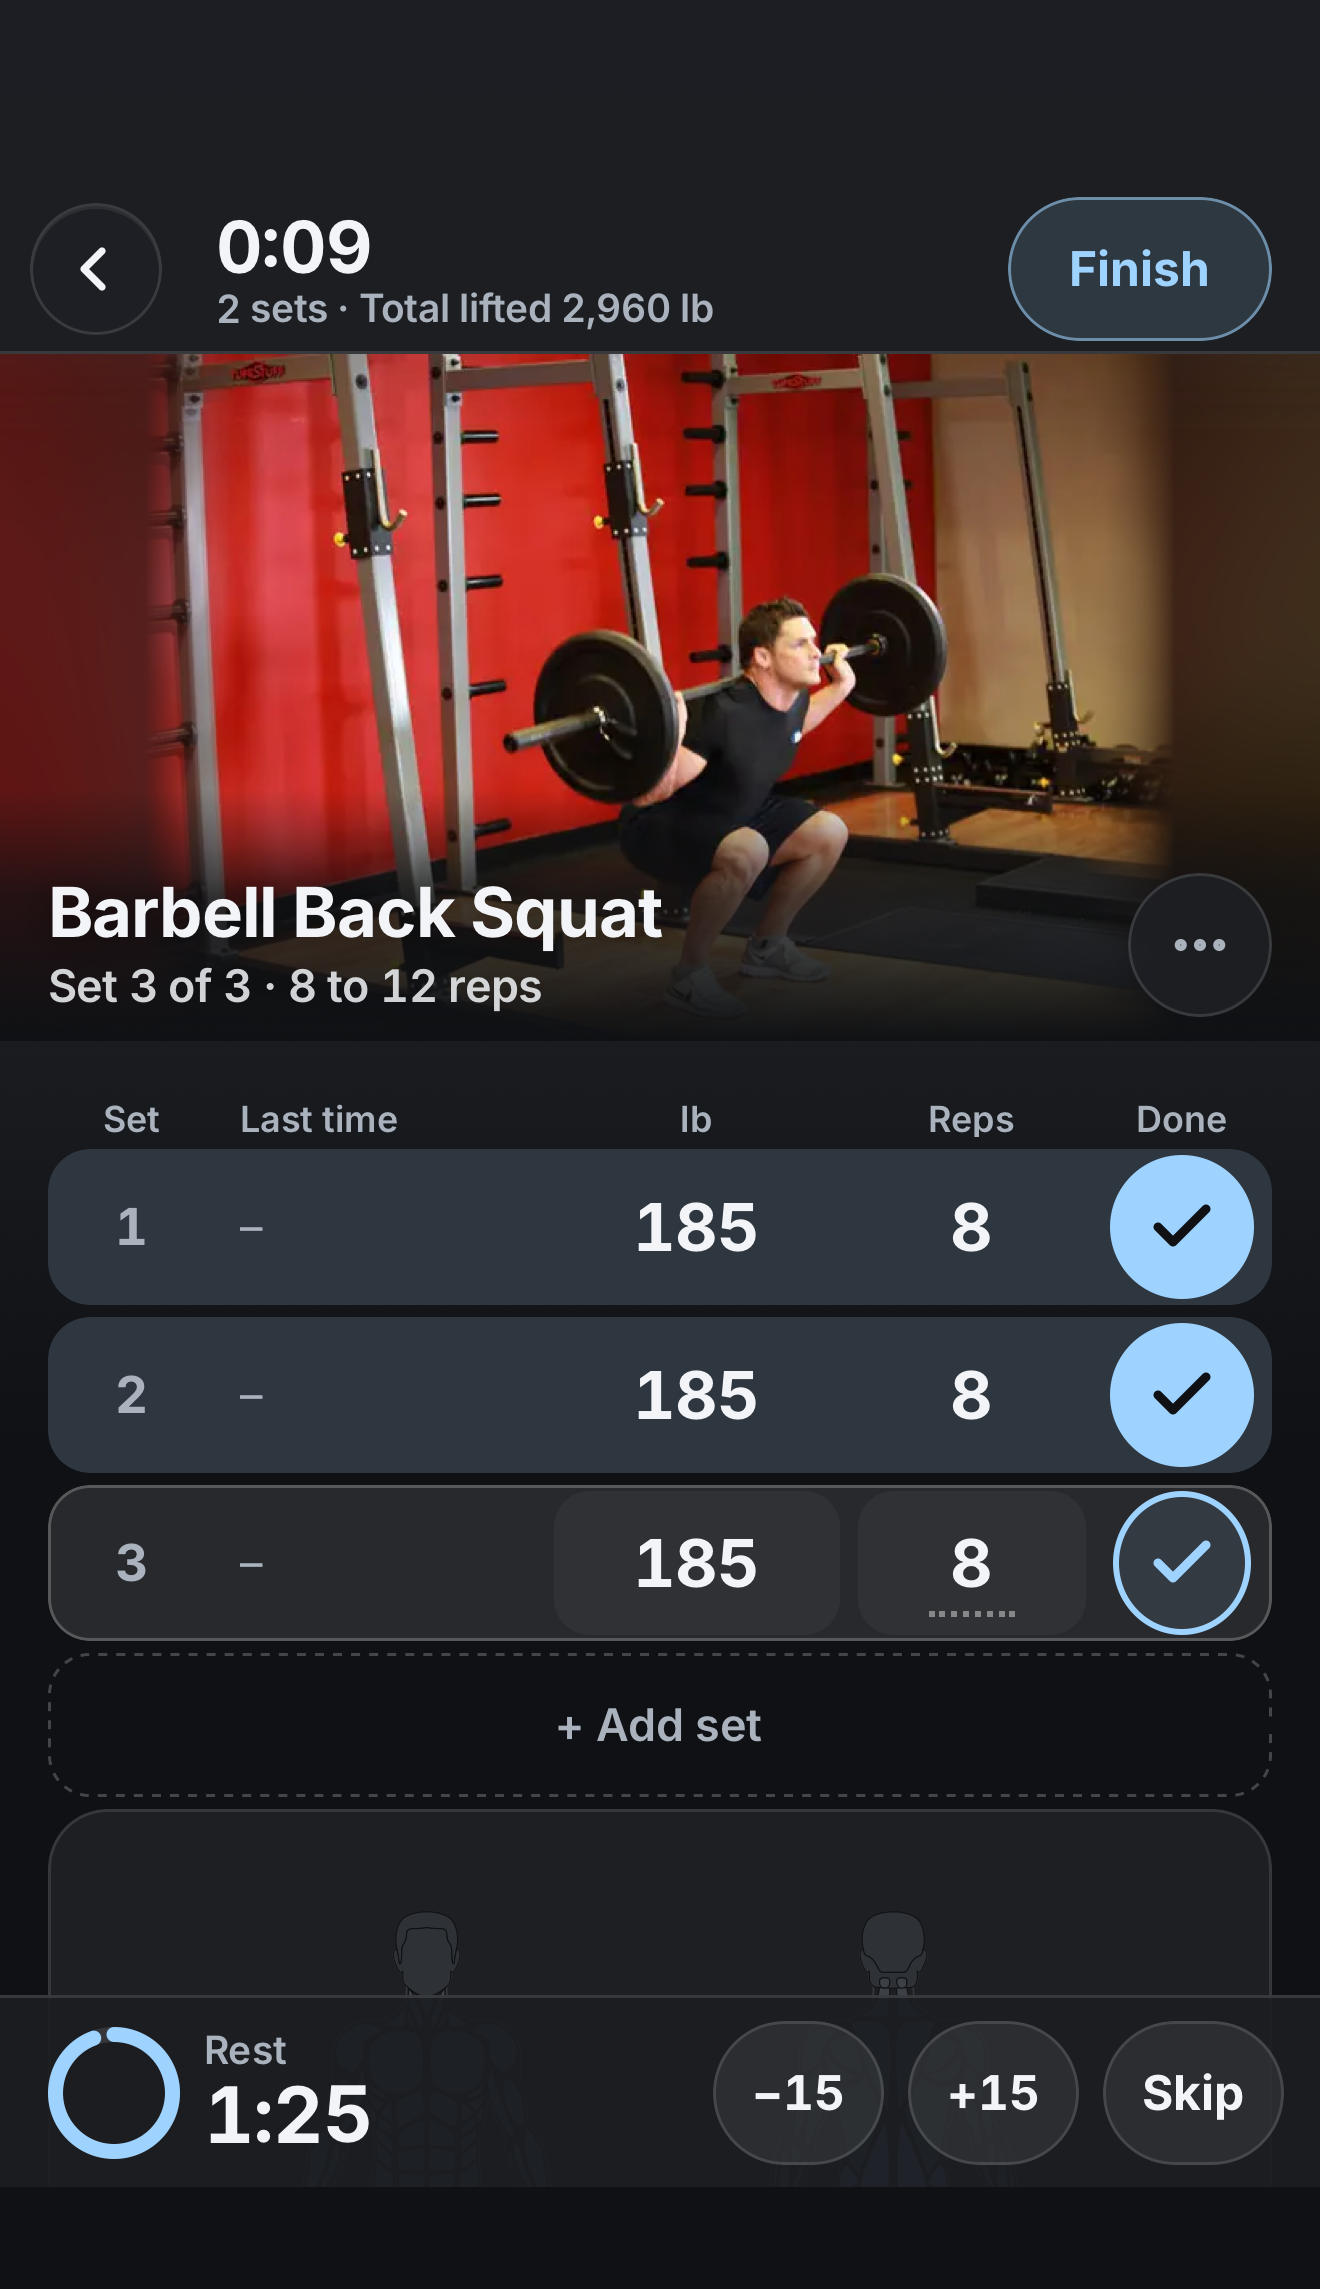 0:09
2 sets · Total lifted 2,960 lb
Finish
Barbell Back Squat
Set 3 of 3 · 8 to 12 reps
Set Last time lb Reps Done
1 – 185 8
2 – 185 8
3 – 185 8
+ Add set
Rest
1:25
–15 +15 Skip